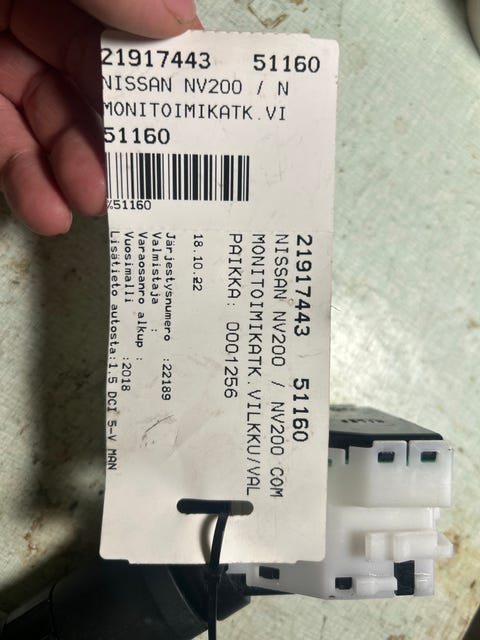 21917443 51160
NISSAN NV200 / N
MONITOIMIKATK.VI
51160
%51160
21917443 51160
NISSAN NV200 / NV200 COM
MONITOIMIKATK.VILKKU/VAL
PAIKKA: 0001256
18.10.22
Järjestysnumero :22189
Valmistaja :
Varaosanro alkup :
Vuosimalli :2018
Lisätieto autosta:1.5 DCI 5-V MAN